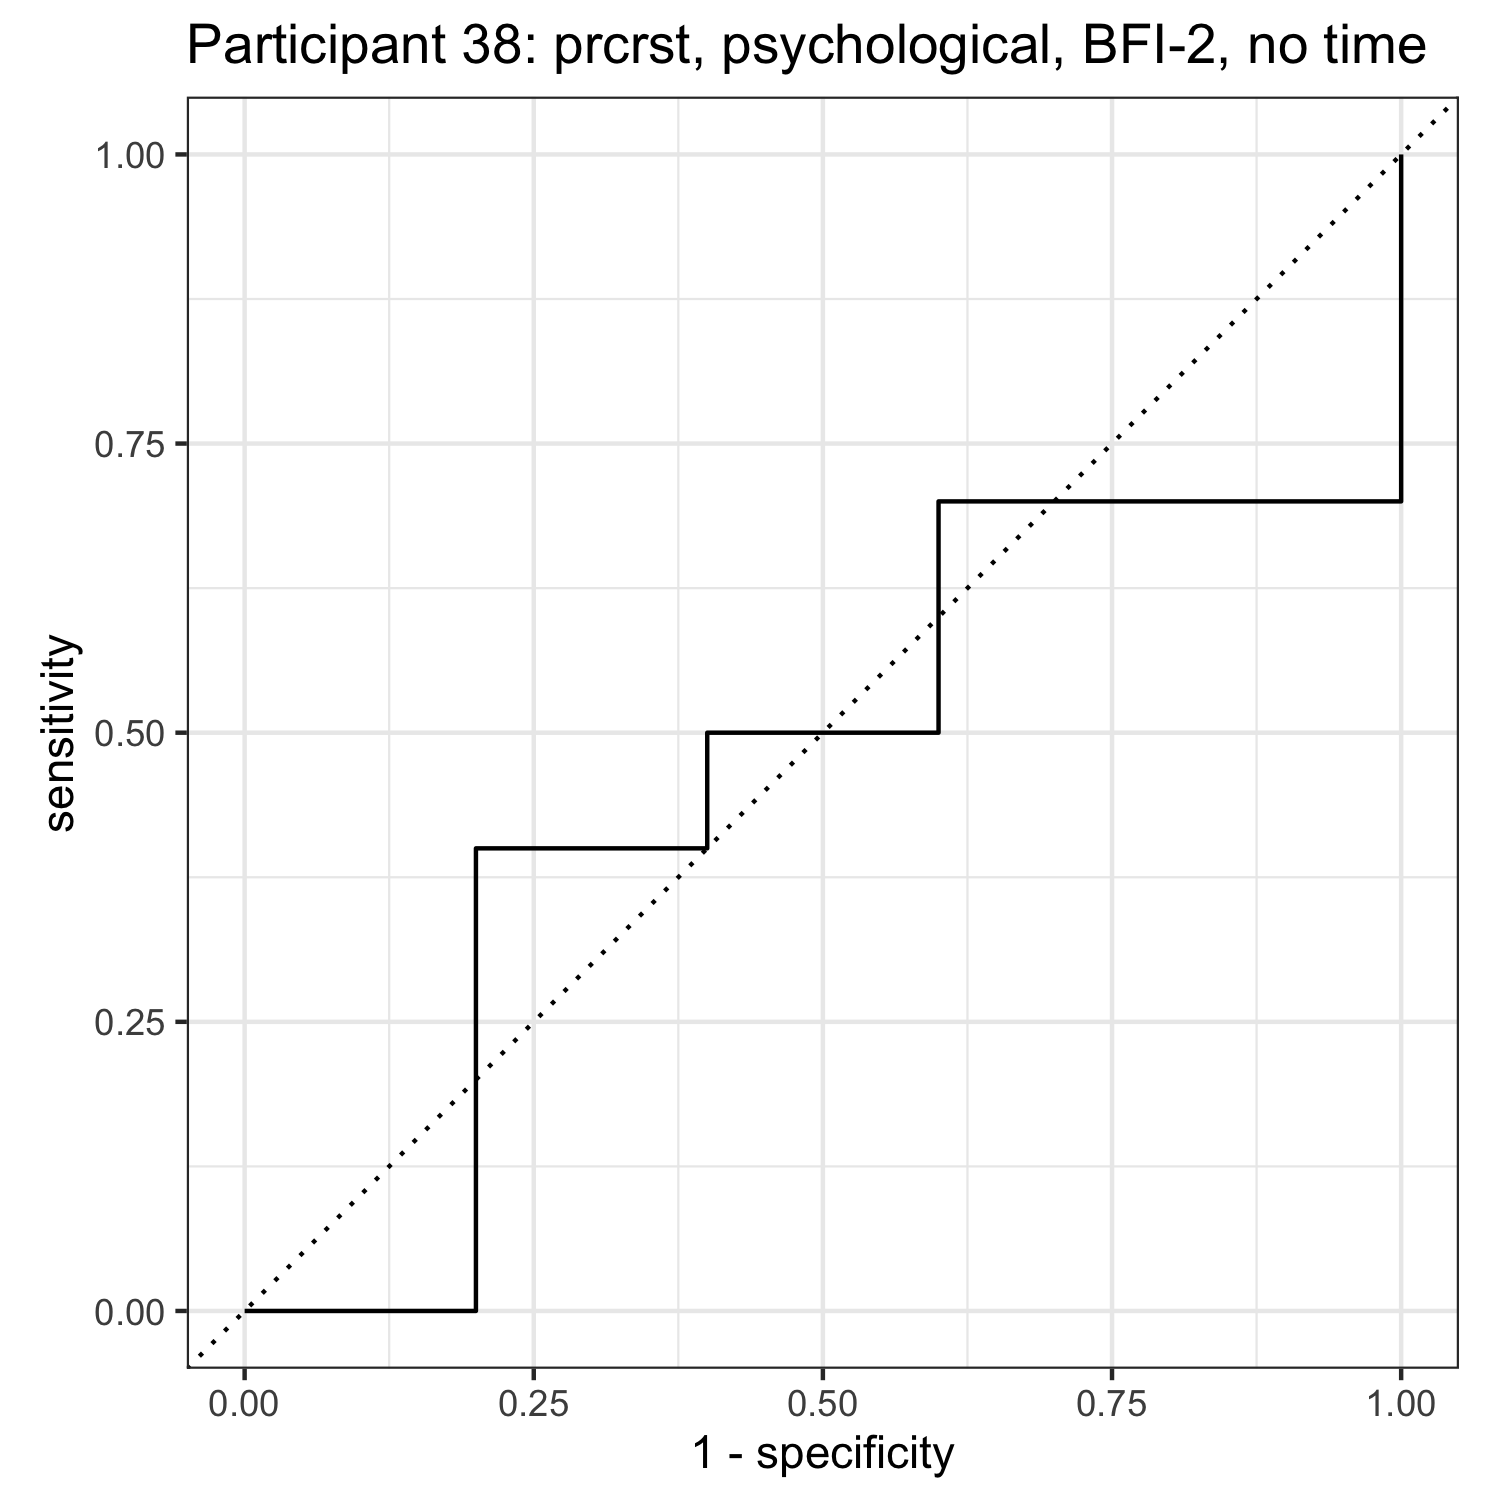 Participant 38: prcrst, psychological, BFI-2, no time
1.00
0.75
0.50
0.25
0.00
sensitivity
0.00 0.25 0.50 0.75 1.00
1 - specificity